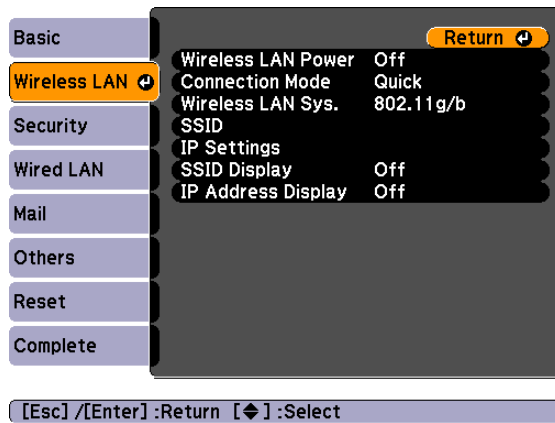 Basic
Wireless LAN
Security
Wired LAN
Mail
Others
Reset
Complete
Return
Wireless LAN Power Off
Connection Mode Quick
Wireless LAN Sys. 802.11g/b
SSID
IP Settings
SSID Display Off
IP Address Display Off
[Esc] /[Enter] :Return [◆] :Select